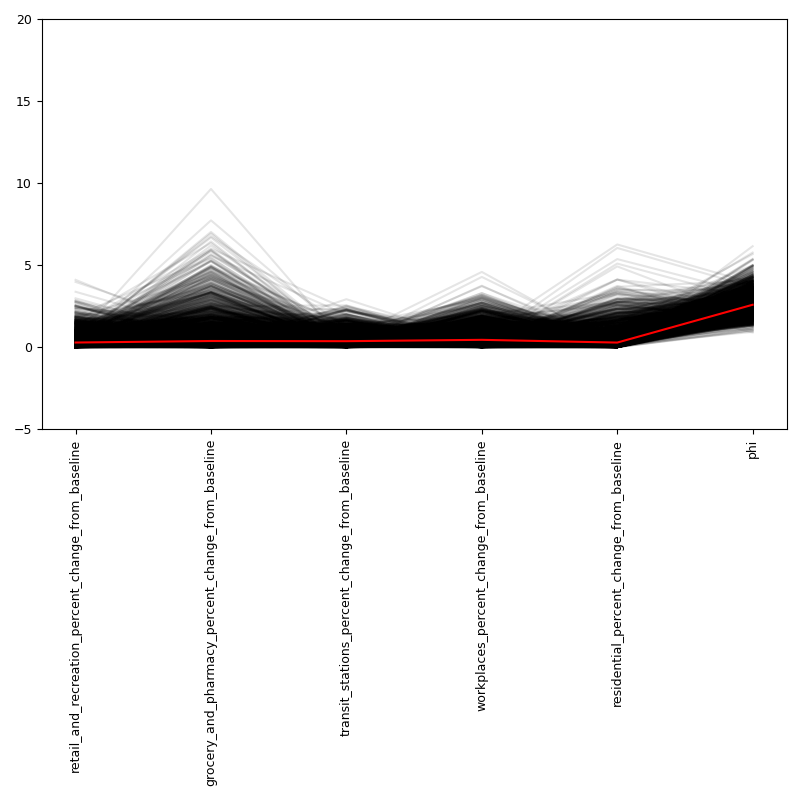 20
15
10
5
0
−5
retail_and_recreation_percent_change_from_baseline
grocery_and_pharmacy_percent_change_from_baseline
transit_stations_percent_change_from_baseline
workplaces_percent_change_from_baseline
residential_percent_change_from_baseline
phi